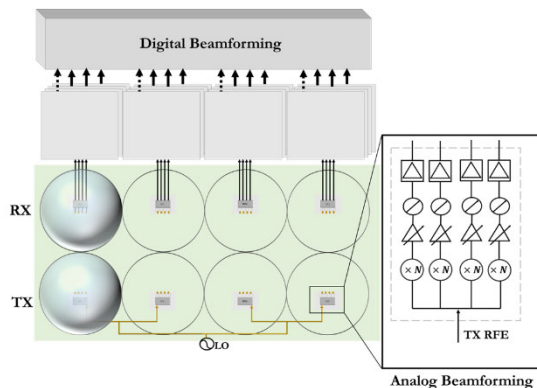 Digital Beamforming
RX
TX
LO
× N × N × N × N
TX RFE
Analog Beamforming